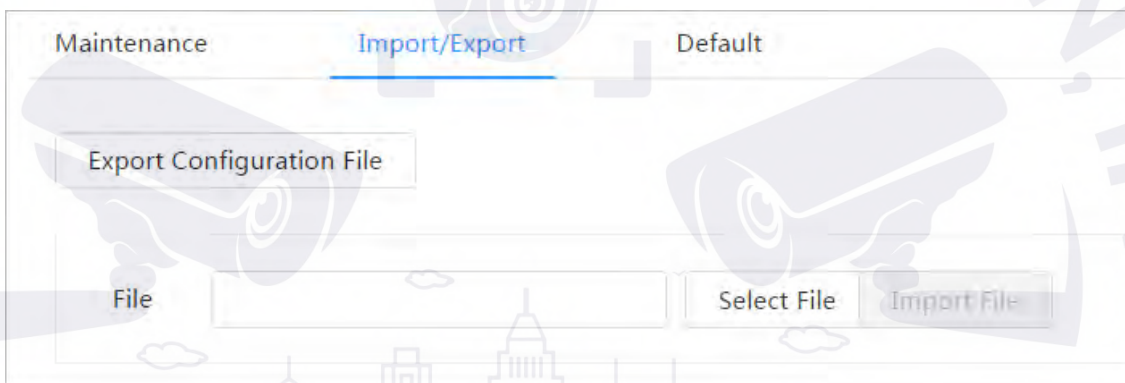 Maintenance Import/Export Default
Export Configuration File
File Select File Import File